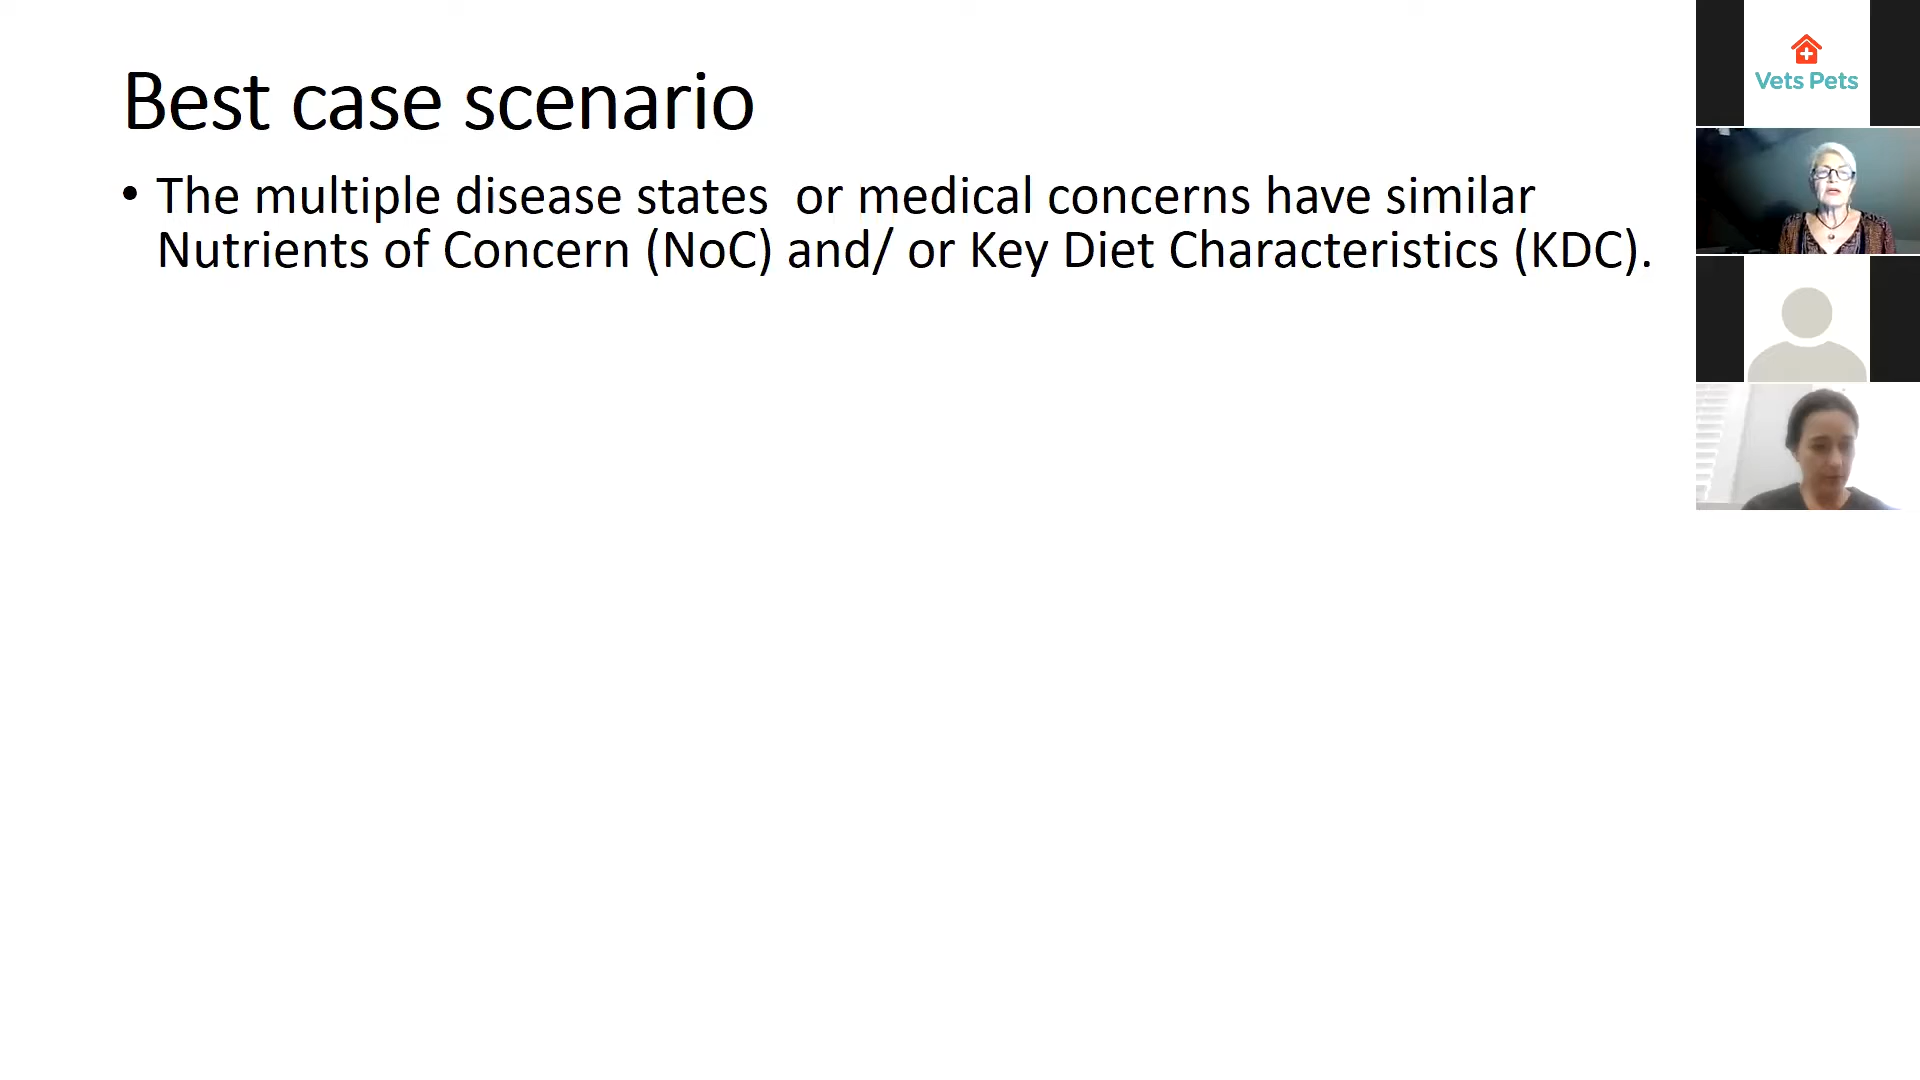 Best case scenario
• The multiple disease states  or medical concerns have similar
Nutrients of Concern (NoC) and/ or Key Diet Characteristics (KDC).
Vets Pets